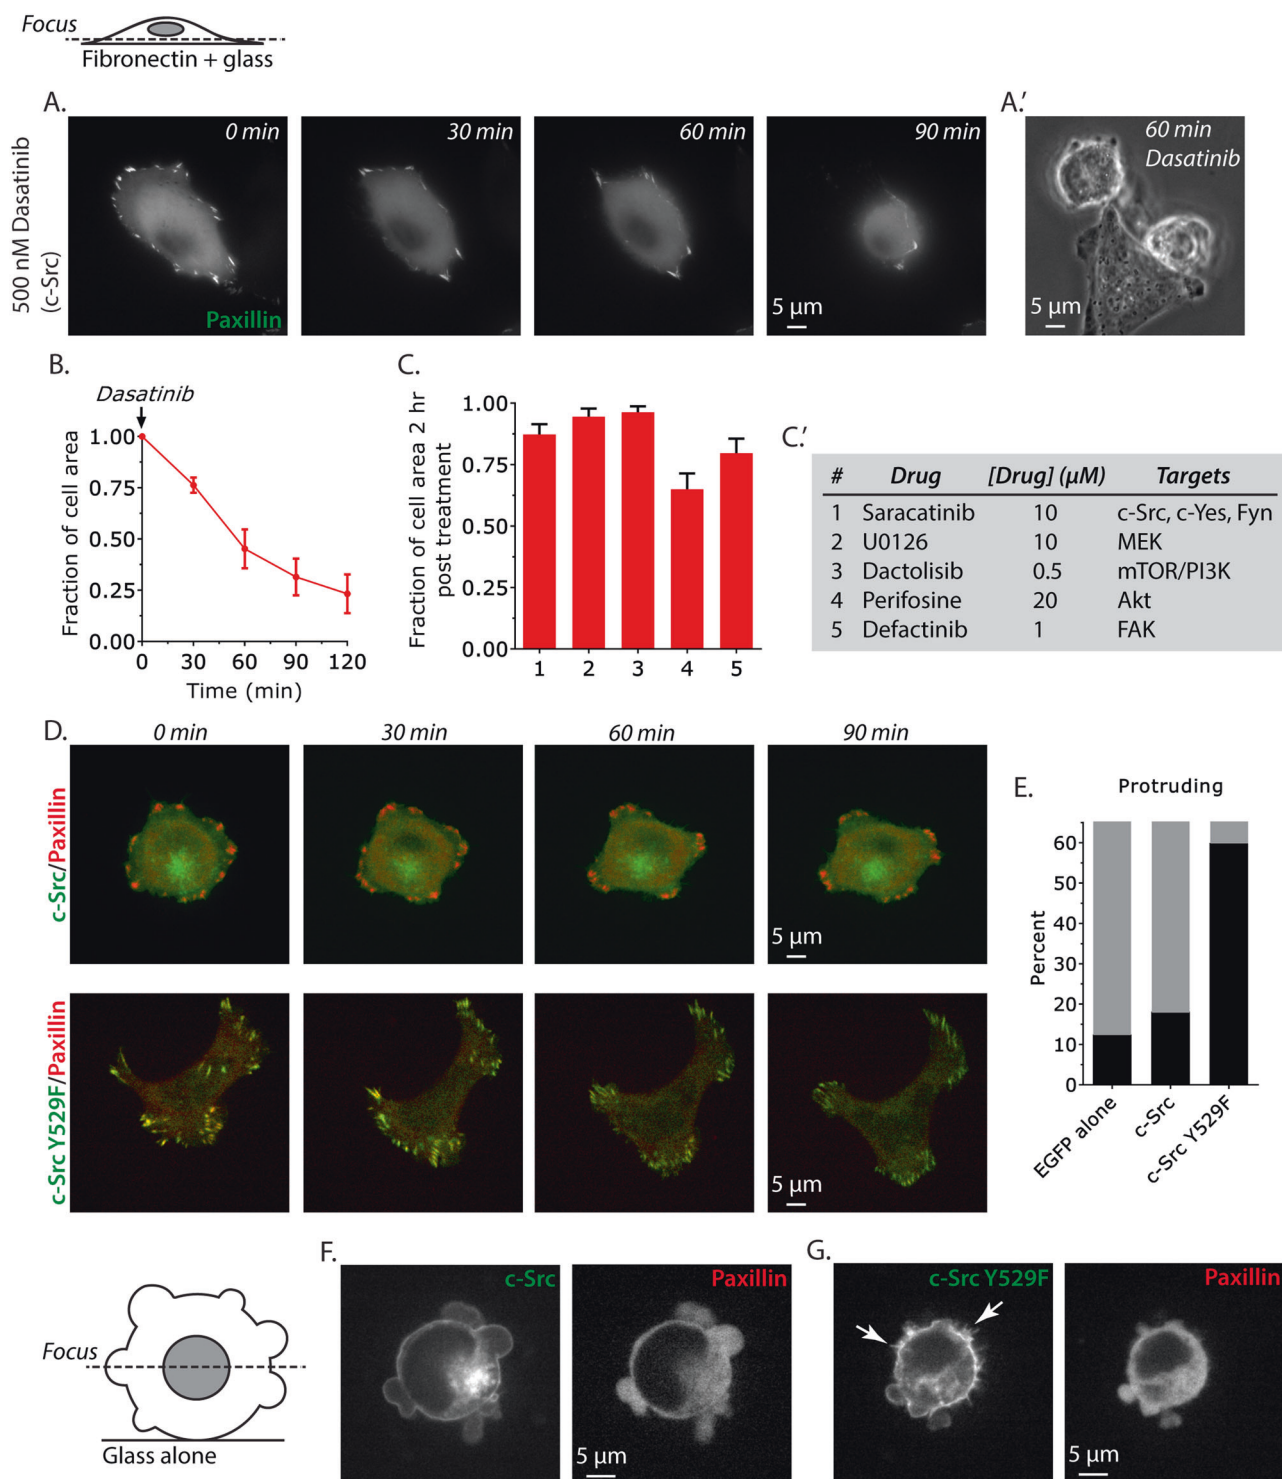 Focus
Fibronectin + glass
A.
A.'
500 nM Dasatinib
(c-Src)
0 min
30 min
60 min
90 min
60 min
Dasatinib
Paxillin
5 µm
5 µm
B.
Dasatinib
Fraction of cell area
1.00
0.75
0.50
0.25
0.00
0 30 60 90 120
Time (min)
C.
Fraction of cell area 2 hr
post treatment
1.00
0.75
0.50
0.25
0.00
1 2 3 4 5
C.'
# Drug [Drug] (µM) Targets
1 Saracatinib 10 c-Src, c-Yes, Fyn
2 U0126 10 MEK
3 Dactolisib 0.5 mTOR/PI3K
4 Perifosine 20 Akt
5 Defactinib 1 FAK
D.
0 min
30 min
60 min
90 min
c-Src/Paxillin
5 µm
c-Src Y529F/Paxillin
5 µm
E.
Protruding
Percent
60
50
40
30
20
10
0
EGFP alone
c-Src
c-Src Y529F
Focus
Glass alone
F.
c-Src
Paxillin
5 µm
G.
c-Src Y529F
Paxillin
5 µm